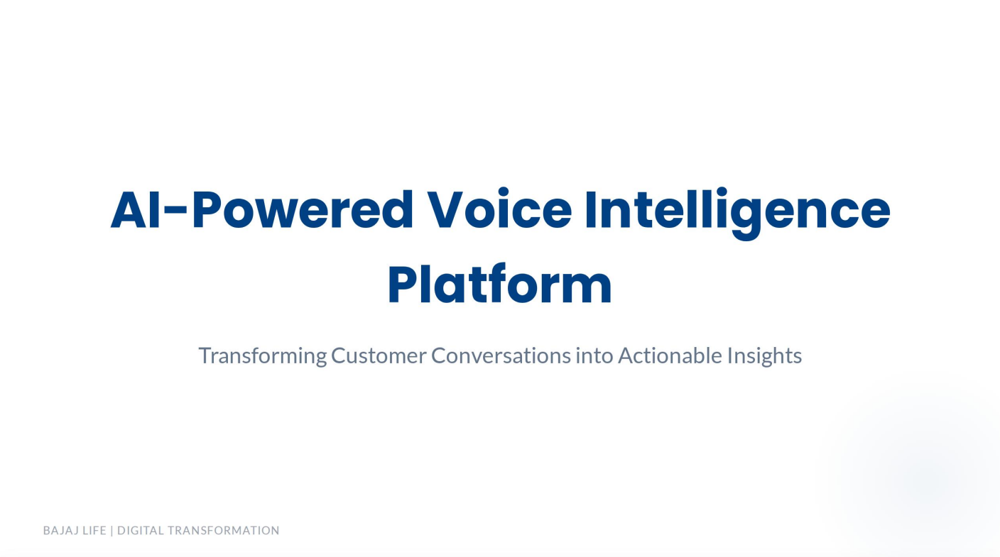 AI-Powered Voice Intelligence
Platform
Transforming Customer Conversations into Actionable Insights
BAJAJ LIFE | DIGITAL TRANSFORMATION